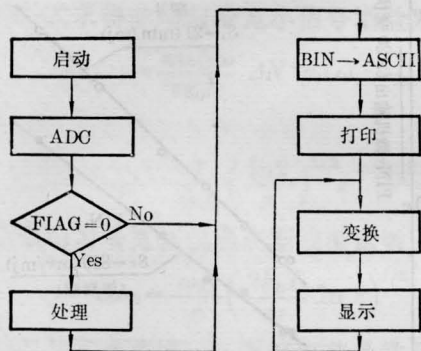 启动
ADC
FIAG=0
No
Yes
处理
BIN→ASCII
打印
变换
显示